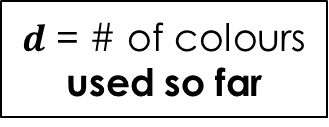 d = # of colours
used so far